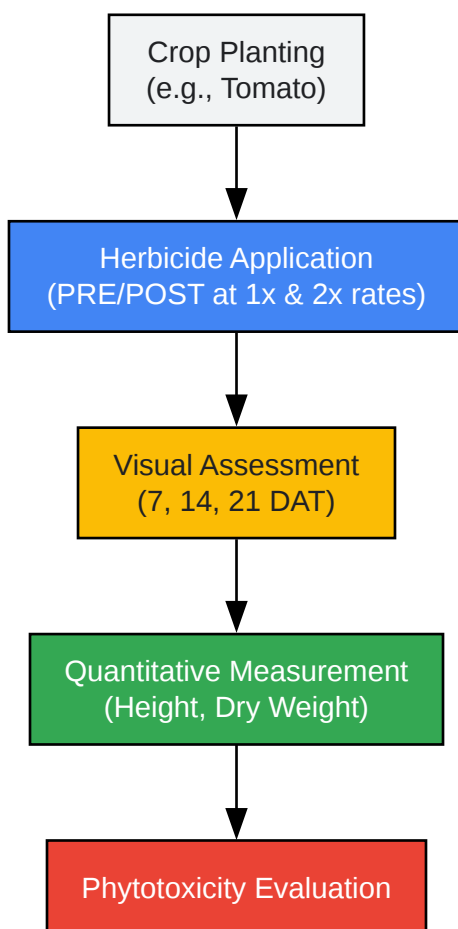 Crop Planting
(e.g., Tomato)
Herbicide Application
(PRE/POST at 1x & 2x rates)
Visual Assessment
(7, 14, 21 DAT)
Quantitative Measurement
(Height, Dry Weight)
Phytotoxicity Evaluation